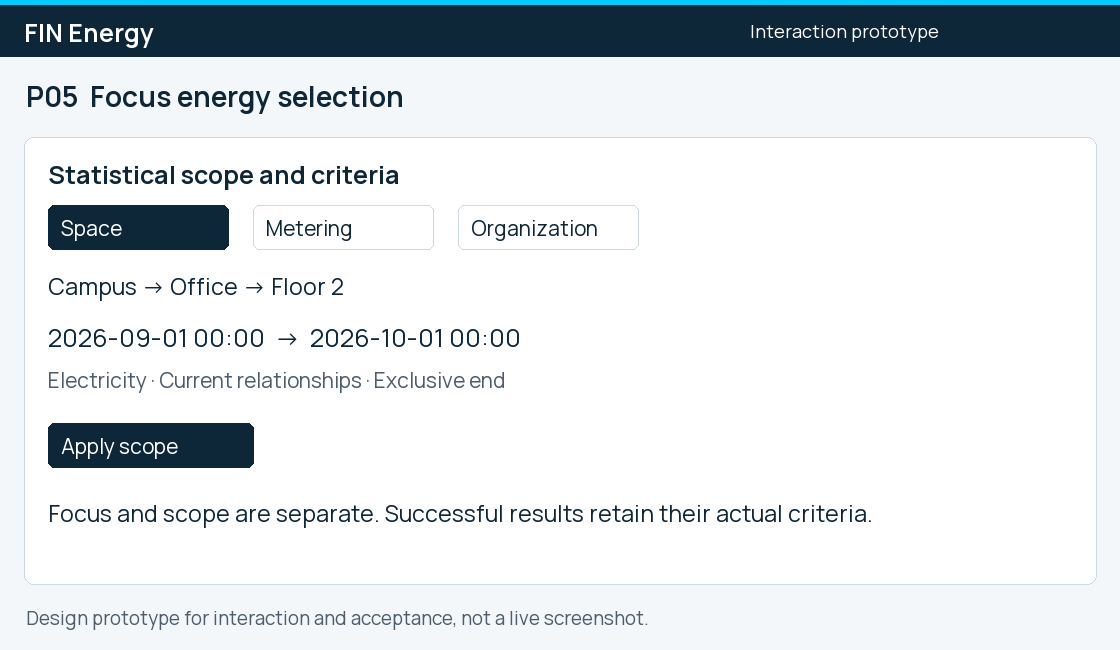 FIN Energy
Interaction prototype
P05 Focus energy selection
Statistical scope and criteria
Space
Metering
Organization
Campus → Office → Floor 2
2026-09-01 00:00 → 2026-10-01 00:00
Electricity · Current relationships · Exclusive end
Apply scope
Focus and scope are separate. Successful results retain their actual criteria.
Design prototype for interaction and acceptance, not a live screenshot.